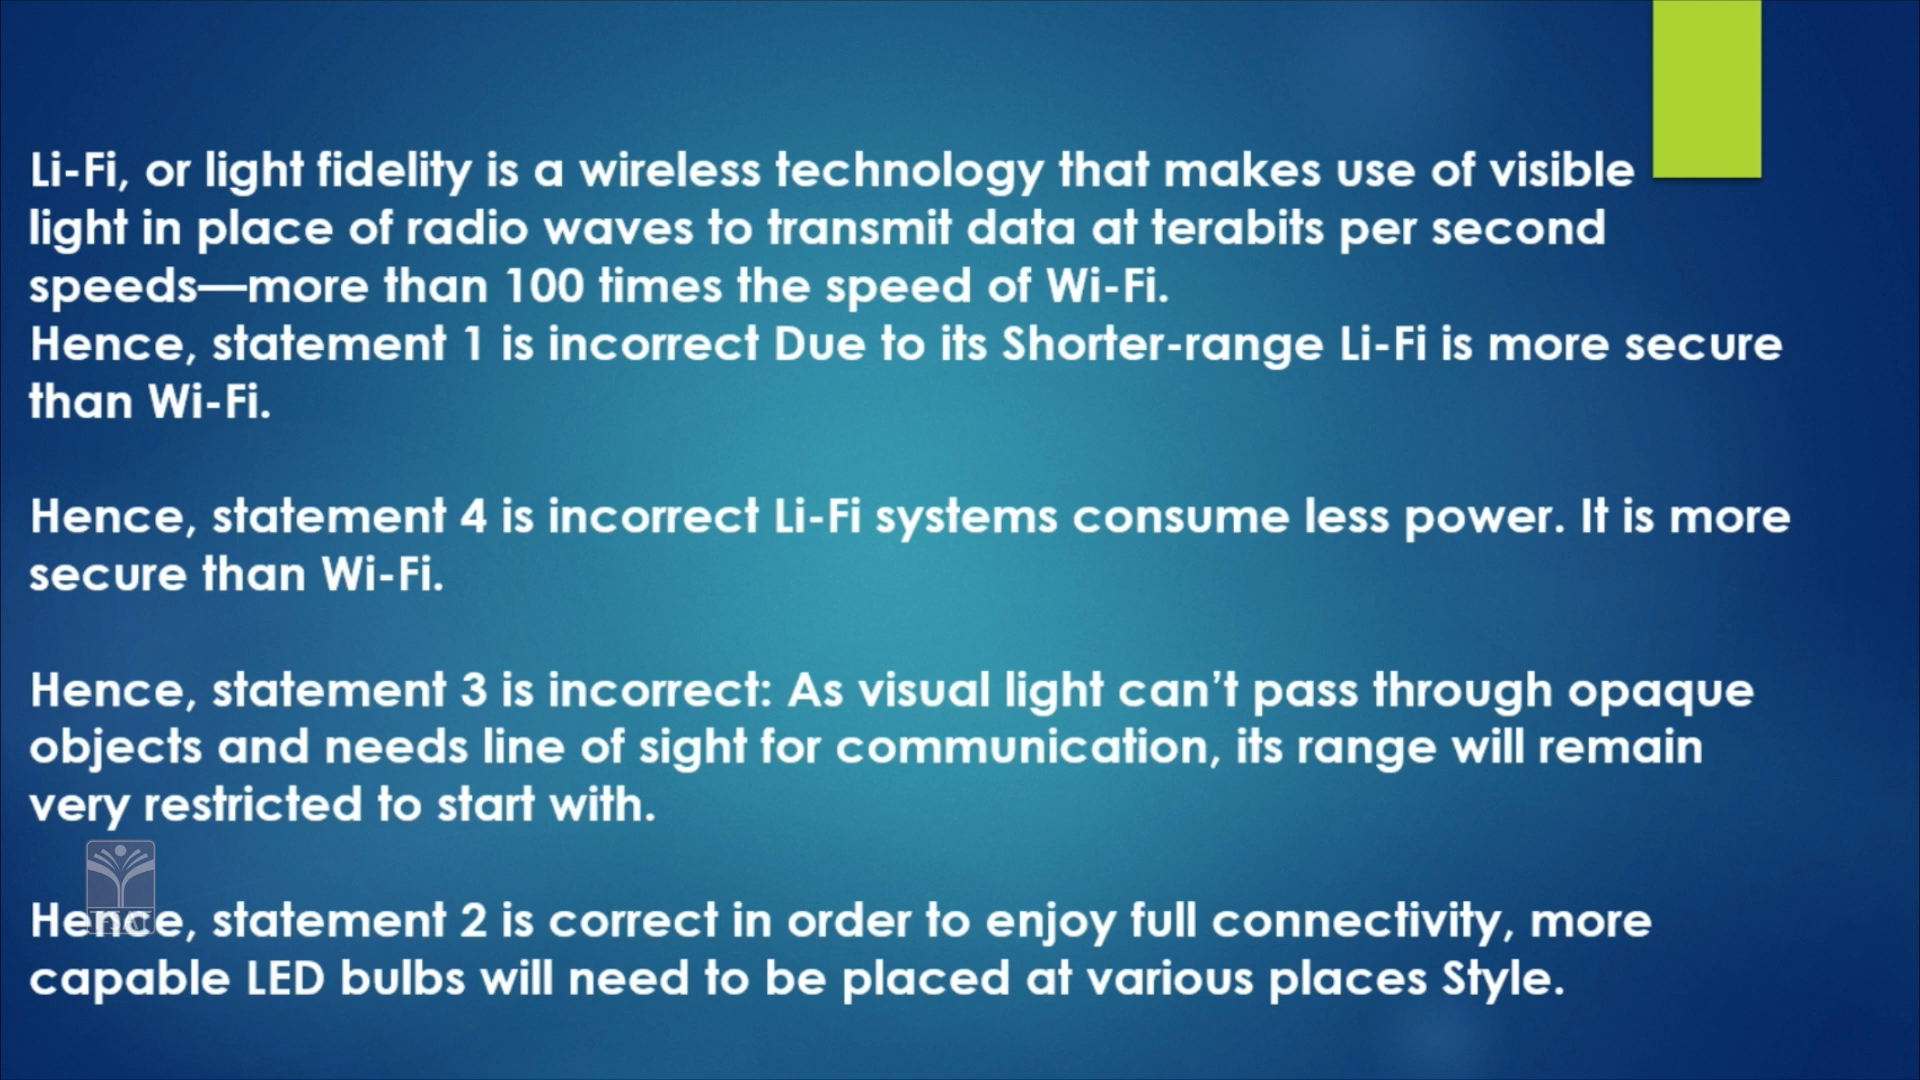 Li-Fi, or light fidelity is a wireless technology that makes use of visible
light in place of radio waves to transmit data at terabits per second
speeds—more than 100 times the speed of Wi-Fi.
Hence, statement 1 is incorrect Due to its Shorter-range Li-Fi is more secure
than Wi-Fi.
Hence, statement 4 is incorrect Li-Fi systems consume less power. It is more
secure than Wi-Fi.
Hence, statement 3 is incorrect: As visual light can’t pass through opaque
objects and needs line of sight for communication, its range will remain
very restricted to start with.
Hence, statement 2 is correct in order to enjoy full connectivity, more
capable LED bulbs will need to be placed at various places Style.
T-SAT